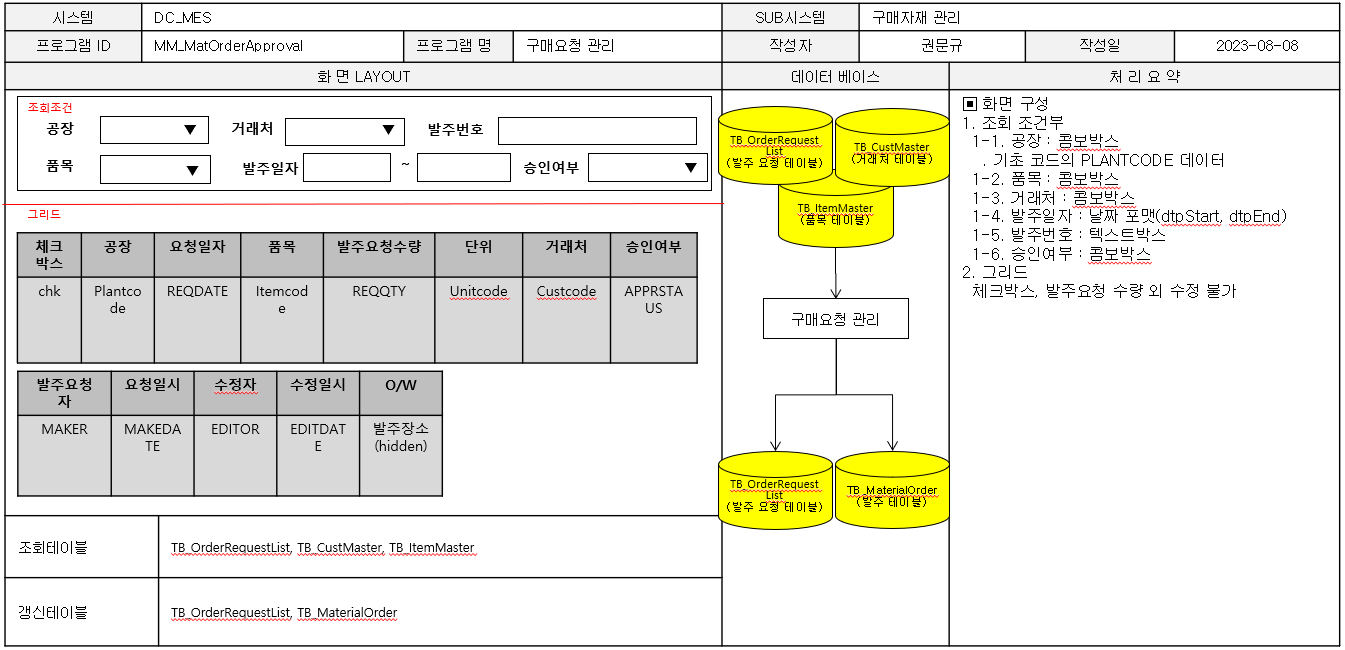 시스템 DC_MES SUB시스템 구매자재 관리
프로그램 ID MM_MatOrderApproval 프로그램 명 구매요청 관리 작성자 권문규 작성일 2023-08-08
화 면 LAYOUT 데이터 베이스 처 리 요 약
조회조건
공장 ▼ 거래처 ▼ 발주번호
품목 ▼ 발주일자 ~ 승인여부 ▼
그리드
체크
박스
공장 요청일자 품목 발주요청수량 단위 거래처 승인여부
chk
Plantco
de
REQDATE
Itemcod
e
REQQTY Unitcode Custcode
APPRSTA
US
발주요청
자
요청일시 수정자 수정일시 O/W
MAKER
MAKEDA
TE
EDITOR
EDITDAT
E
발주장소
(hidden)
조회테이블 TB_OrderRequestList, TB_CustMaster, TB_ItemMaster
갱신테이블 TB_OrderRequestList, TB_MaterialOrder
TB_OrderRequest
List
(발주 요청 테이블)
TB_CustMaster
(거래처 테이블)
TB_ItemMaster
(품목 테이블)
구매요청 관리
TB_OrderRequest
List
(발주 요청 테이블)
TB_MaterialOrder
(발주 테이블)
▣ 화면 구성
1. 조회 조건부
1-1. 공장 : 콤보박스
. 기초 코드의 PLANTCODE 데이터
1-2. 품목 : 콤보박스
1-3. 거래처 : 콤보박스
1-4. 발주일자 : 날짜 포맷(dtpStart, dtpEnd)
1-5. 발주번호 : 텍스트박스
1-6. 승인여부 : 콤보박스
2. 그리드
체크박스, 발주요청 수량 외 수정 불가